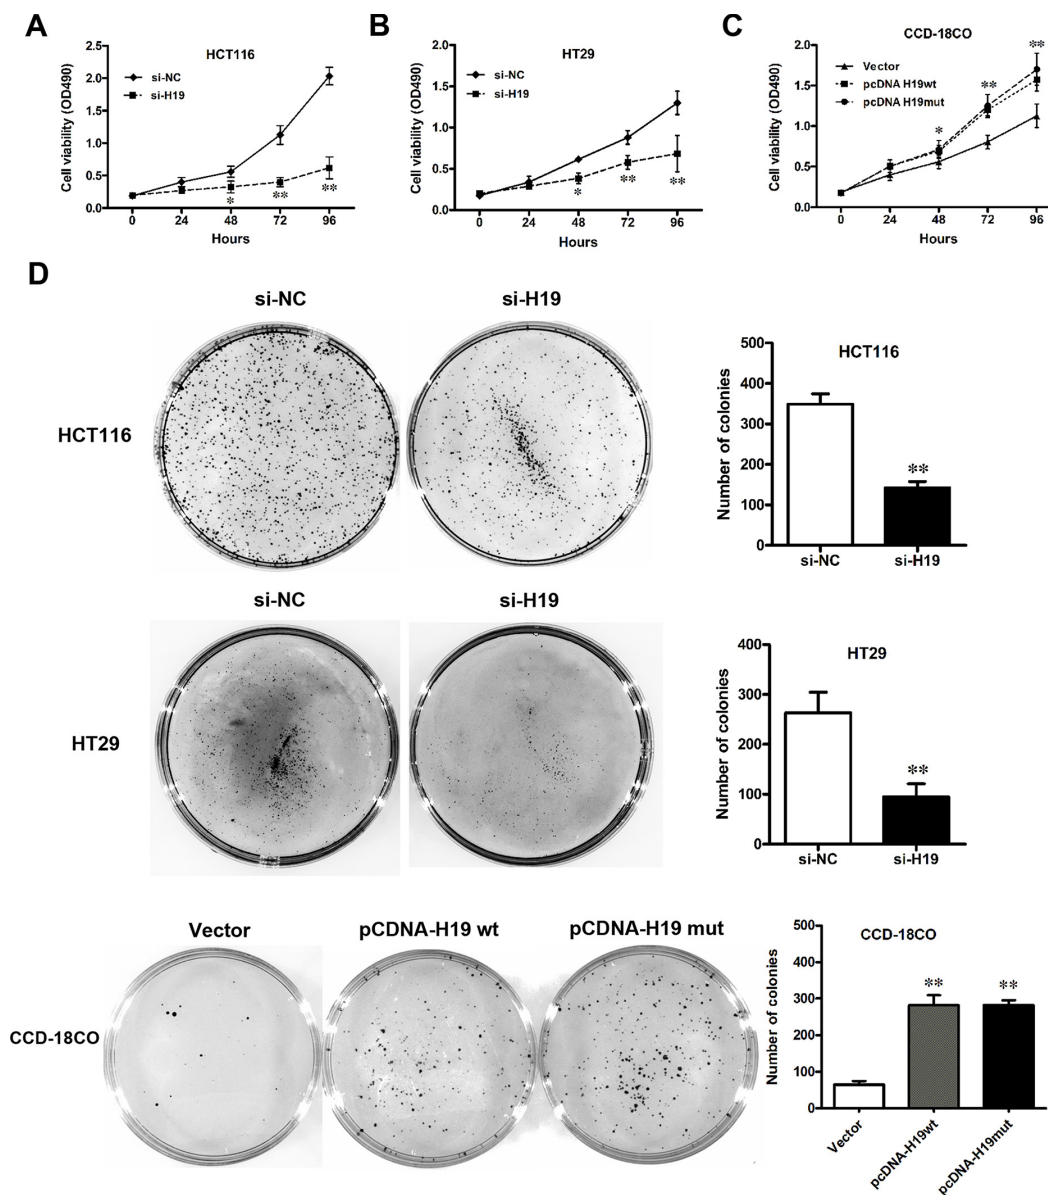 A
HCT116
Cell viability (OD490)
2.5
2.0
1.5
1.0
0.5
0.0
si-NC
si-H19
*
**
**
0 24 48 72 96
Hours
B
HT29
Cell viability (OD490)
2.0
1.5
1.0
0.5
0.0
si-NC
si-H19
*
**
**
0 24 48 72 96
Hours
C
CCD-18CO
Cell viability (OD490)
2.0
1.5
1.0
0.5
0.0
Vector
pcDNA H19wt
pcDNA H19mut
*
**
**
0 24 48 72 96
Hours
D
si-NC
si-H19
HCT116
HCT116
Number of colonies
500
400
300
200
100
0
**
si-NC si-H19
si-NC
si-H19
HT29
HT29
Number of colonies
400
300
200
100
0
**
si-NC si-H19
Vector
pCDNA-H19 wt
pCDNA-H19 mut
CCD-18CO
CCD-18CO
Number of colonies
500
400
300
200
100
0
**
**
Vector
pcDNA-H19wt
pcDNA-H19mut